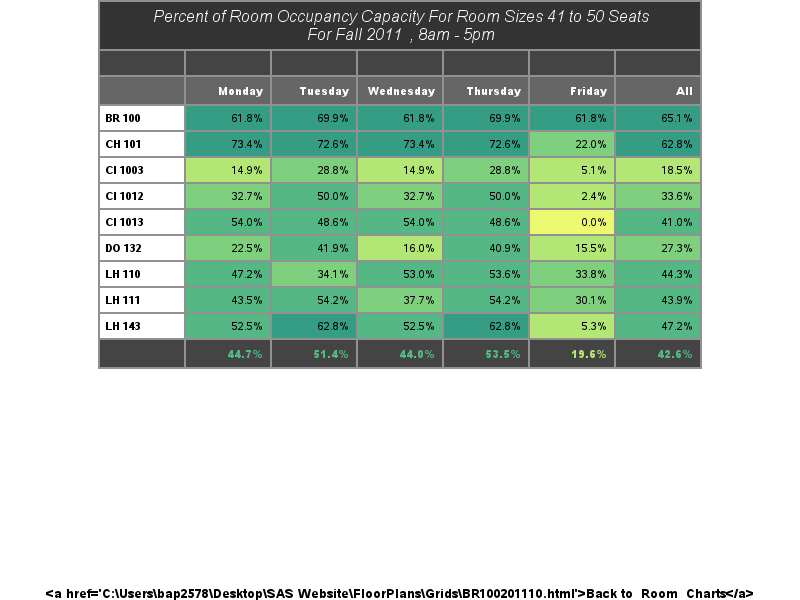 Percent of Room Occupancy Capacity For Room Sizes 41 to 50 Seats
For Fall 2011 , 8am - 5pm
Monday Tuesday Wednesday Thursday Friday All
BR 100 61.8% 69.9% 61.8% 69.9% 61.8% 65.1%
CH 101 73.4% 72.6% 73.4% 72.6% 22.0% 62.8%
CI 1003 14.9% 28.8% 14.9% 28.8% 5.1% 18.5%
CI 1012 32.7% 50.0% 32.7% 50.0% 2.4% 33.6%
CI 1013 54.0% 48.6% 54.0% 48.6% 0.0% 41.0%
DO 132 22.5% 41.9% 16.0% 40.9% 15.5% 27.3%
LH 110 47.2% 34.1% 53.0% 53.6% 33.8% 44.3%
LH 111 43.5% 54.2% 37.7% 54.2% 30.1% 43.9%
LH 143 52.5% 62.8% 52.5% 62.8% 5.3% 47.2%
44.7% 51.4% 44.0% 53.5% 19.6% 42.6%
<a href='C:\Users\bap2578\Desktop\SAS Website\FloorPlans\Grids\BR100201110.html'>Back to Room Charts</a>